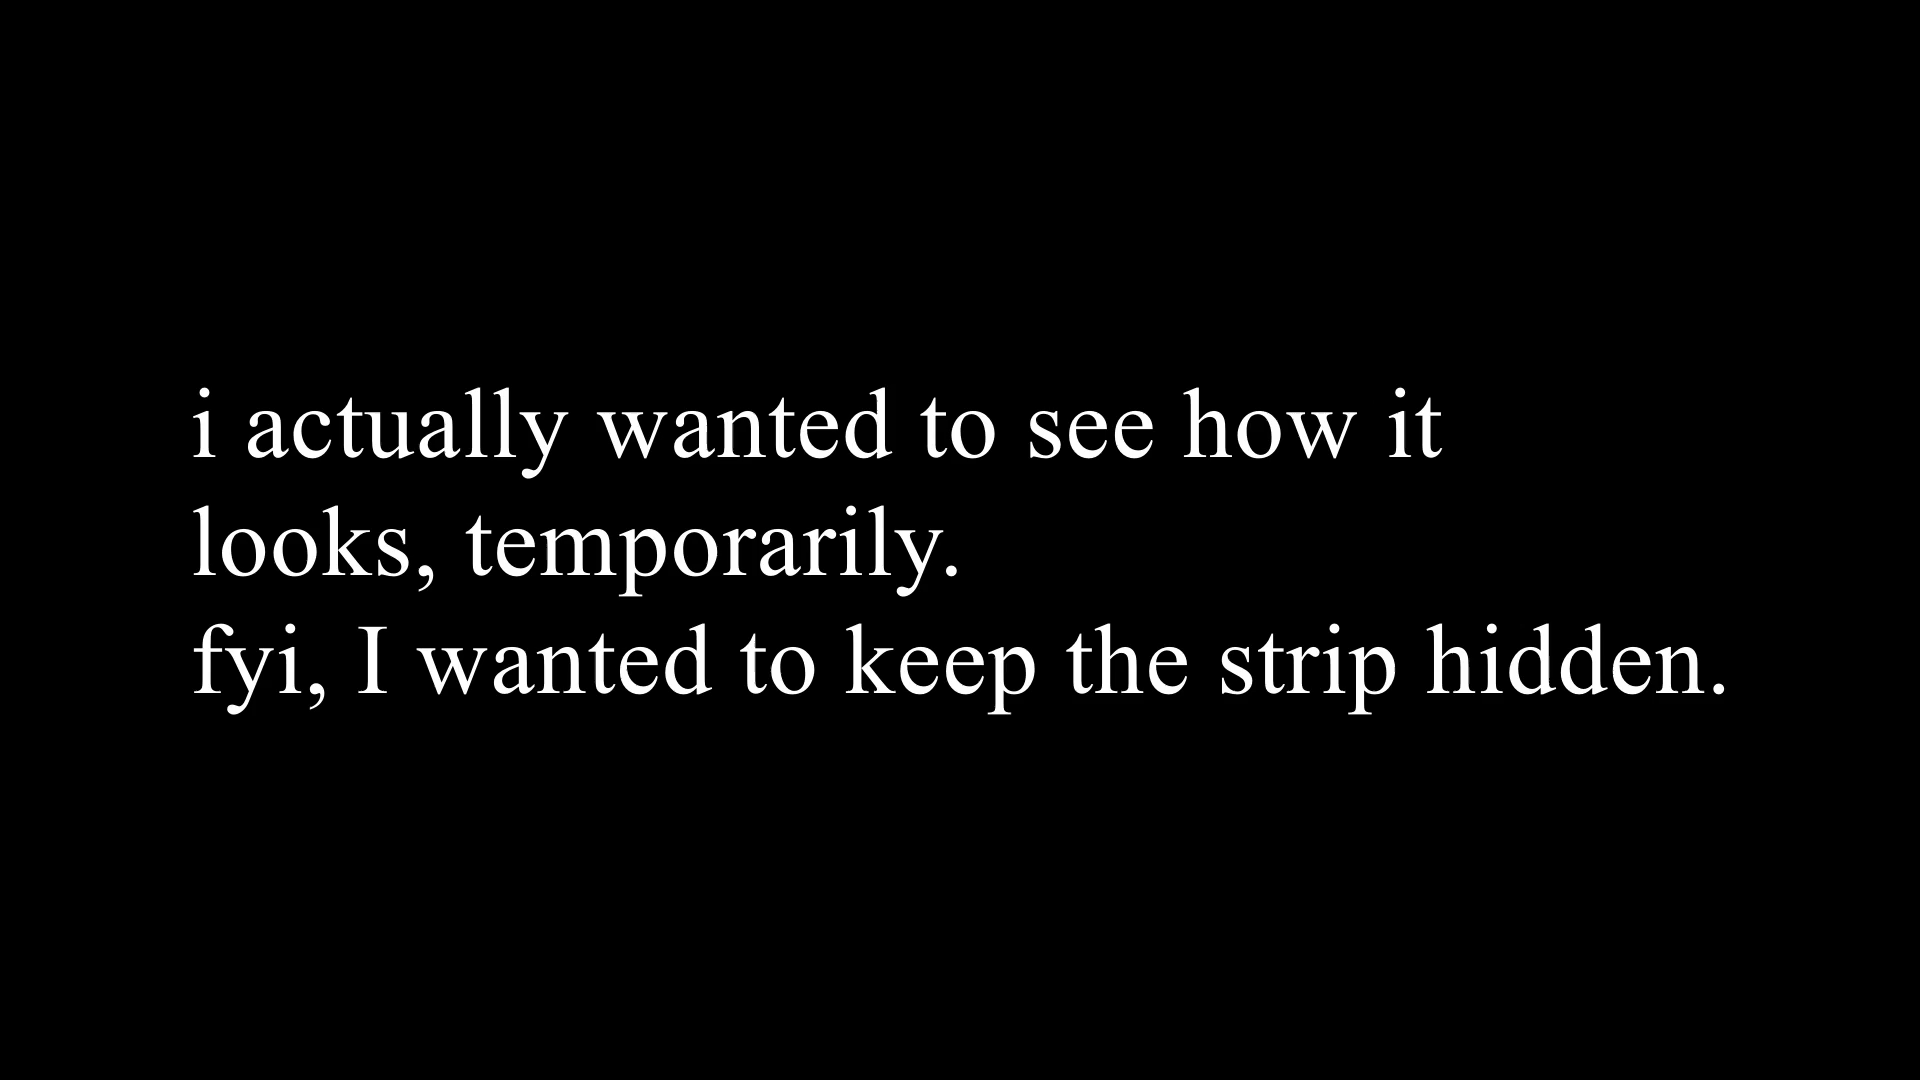 i actually wanted to see how it
looks, temporarily.
fyi, I wanted to keep the strip hidden.